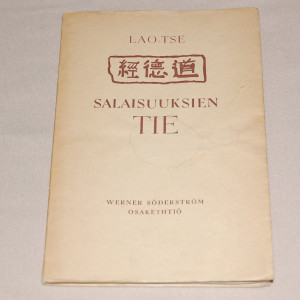 LAO-TSE
經德道
SALAISUUKSIEN
TIE
WERNER SÖDERSTRÖM
OSAKEYHTIÖ